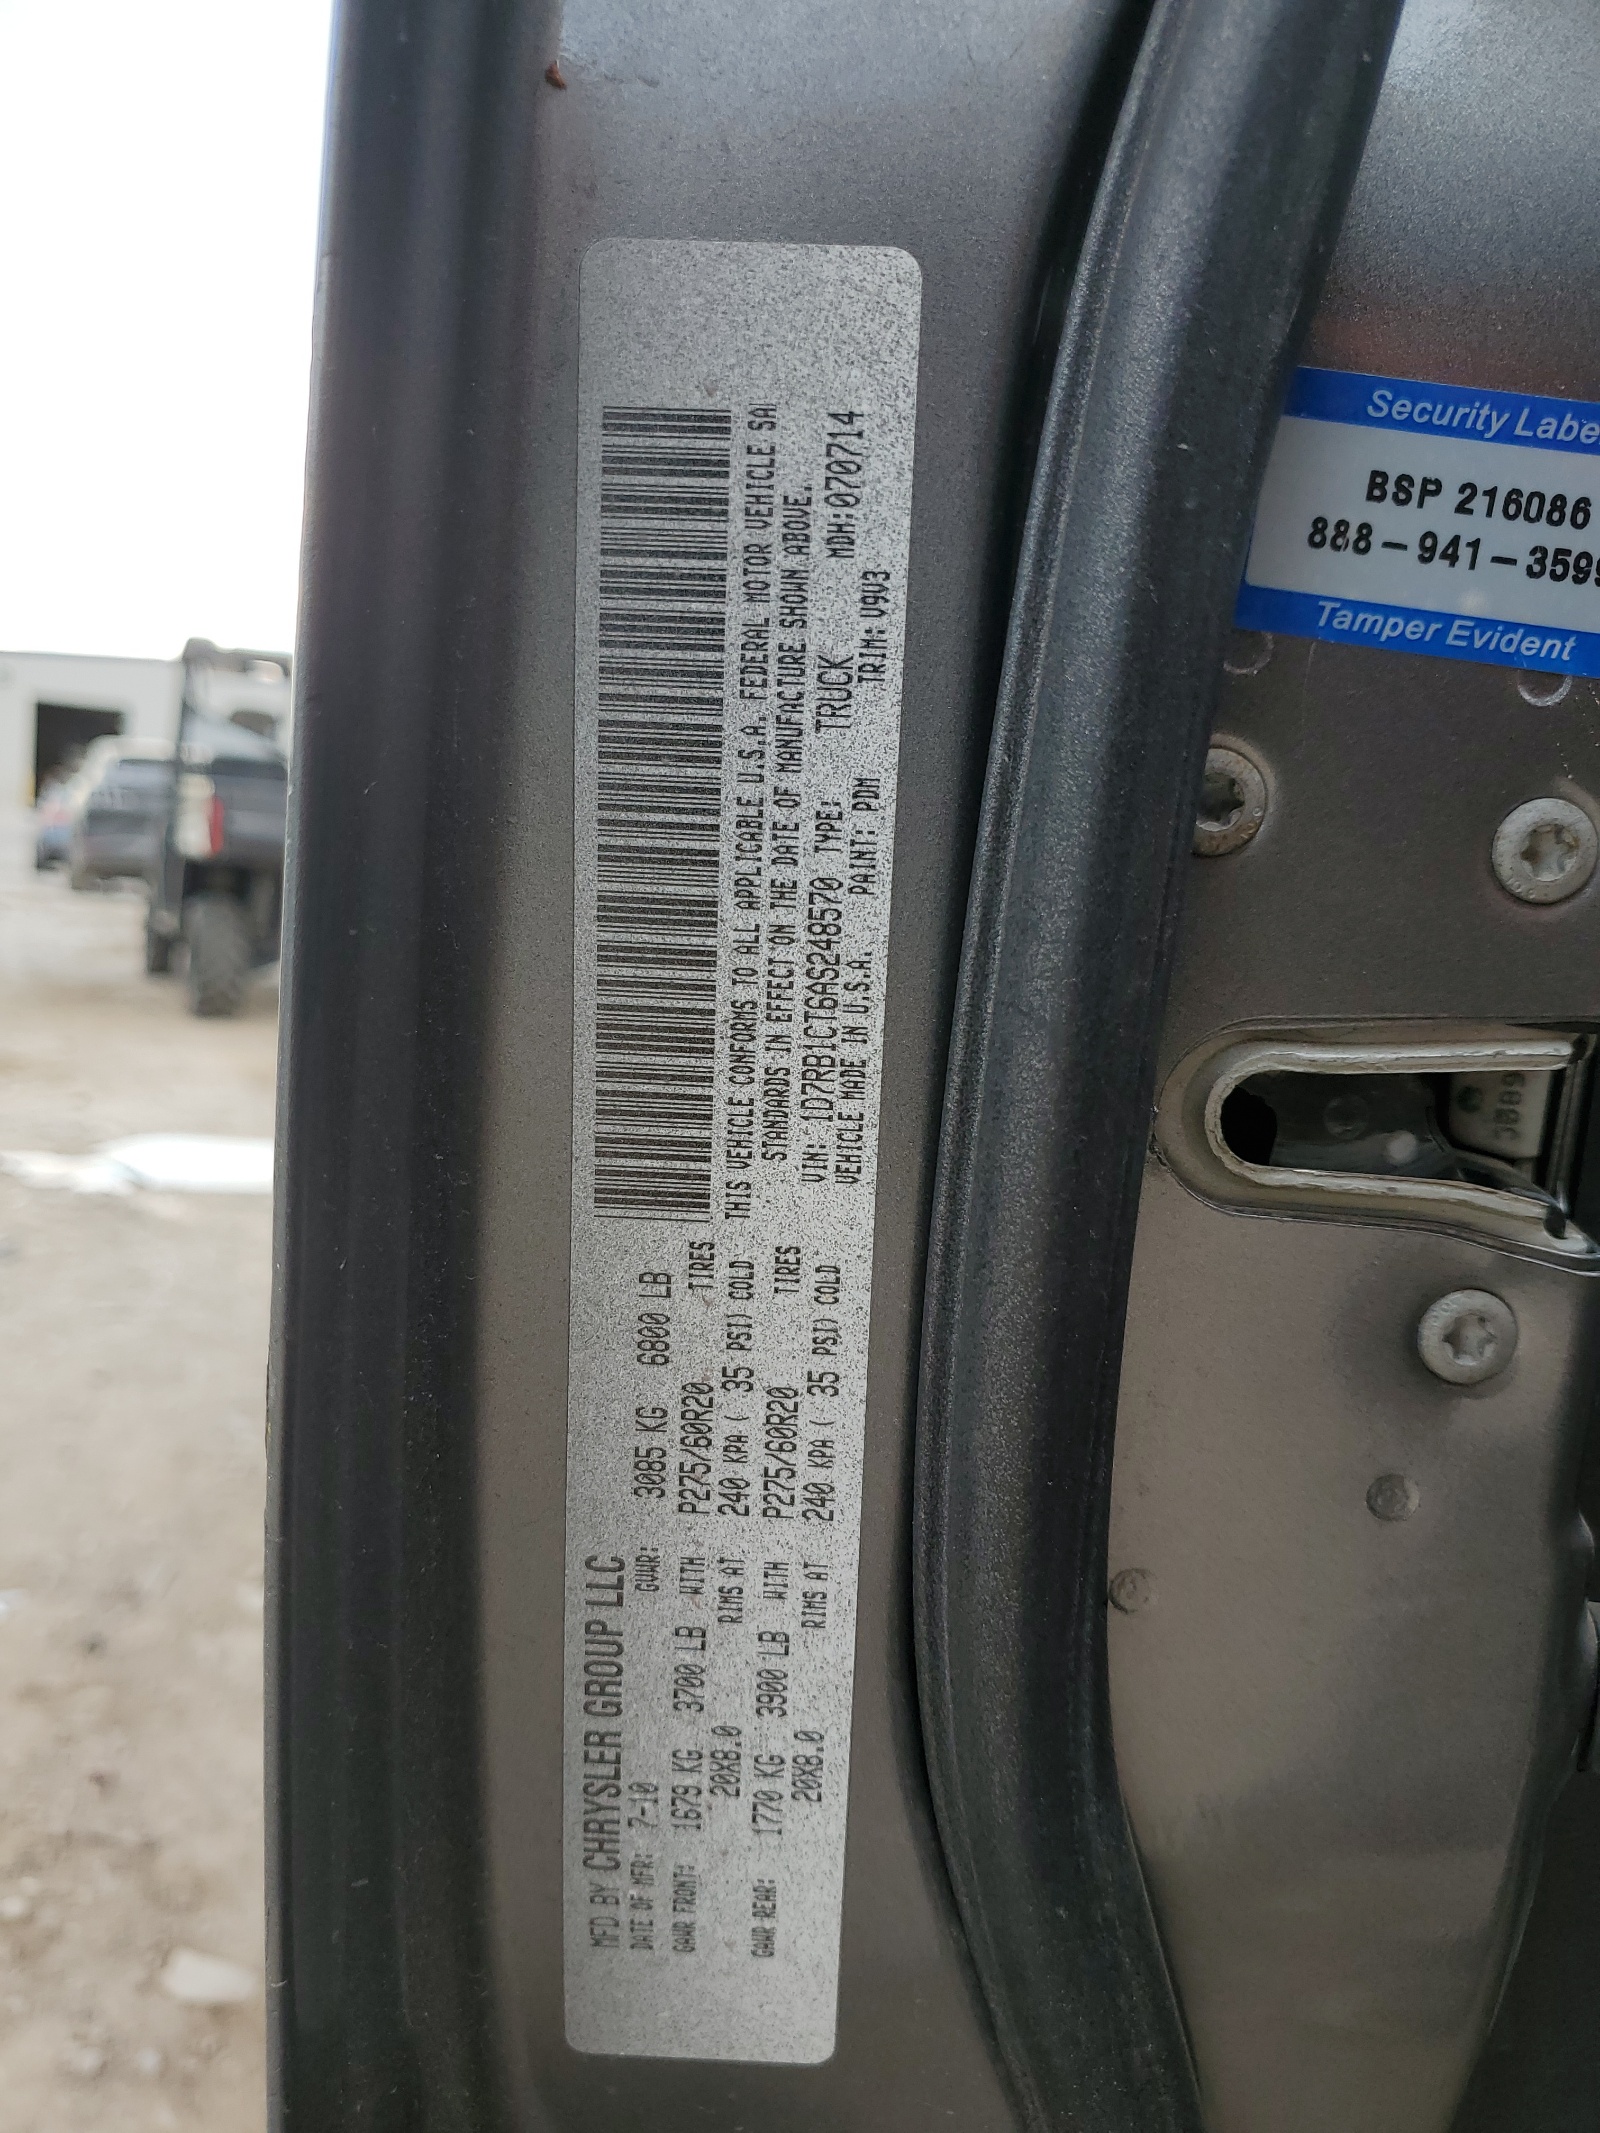 MFD BY CHRYSLER GROUP LLC
DATE OF MFR: 7-10 GVWR: 3085 KG 6800 LB
GAWR FRONT: 1679 KG 3700 LB WITH P275/60R20 TIRES
20X8.0 RIMS AT 240 KPA ( 35 PSI) COLD
GAWR REAR: 1770 KG 3900 LB WITH P275/60R20 TIRES
20X8.0 RIMS AT 240 KPA ( 35 PSI) COLD
THIS VEHICLE CONFORMS TO ALL APPLICABLE U.S.A. FEDERAL MOTOR VEHICLE SA
STANDARDS IN EFFECT ON THE DATE OF MANUFACTURE SHOWN ABOVE.
VIN: 1D7RB1CT6AS248570 TYPE: TRUCK MDH:070714
VEHICLE MADE IN U.S.A. PAINT: PDM TRIM: V9V3
Security Label
BSP 216086
888-941-3599
Tamper Evident